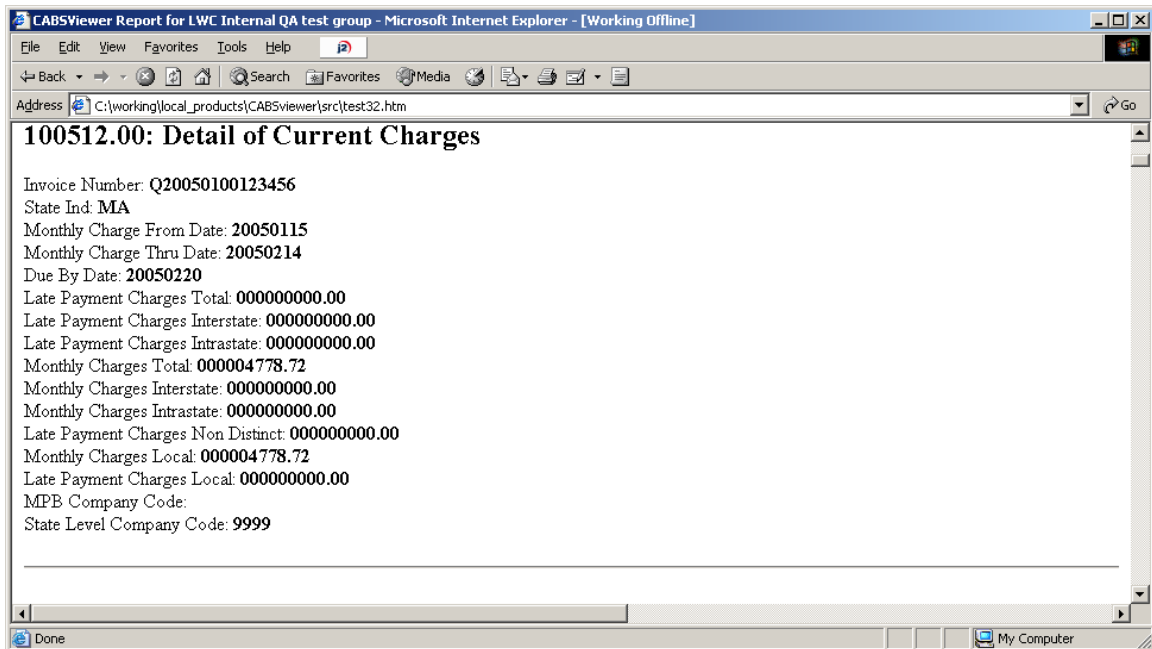 CABSViewer Report for LWC Internal QA test group - Microsoft Internet Explorer - [Working Offline]
File Edit View Favorites Tools Help j2
Back Search Favorites Media
Address C:\working\local_products\CABSviewer\src\test32.htm Go
100512.00: Detail of Current Charges
Invoice Number: Q20050100123456
State Ind: MA
Monthly Charge From Date: 20050115
Monthly Charge Thru Date: 20050214
Due By Date: 20050220
Late Payment Charges Total: 000000000.00
Late Payment Charges Interstate: 000000000.00
Late Payment Charges Intrastate: 000000000.00
Monthly Charges Total: 000004778.72
Monthly Charges Interstate: 000000000.00
Monthly Charges Intrastate: 000000000.00
Late Payment Charges Non Distinct: 000000000.00
Monthly Charges Local: 000004778.72
Late Payment Charges Local: 000000000.00
MPB Company Code:
State Level Company Code: 9999
Done My Computer